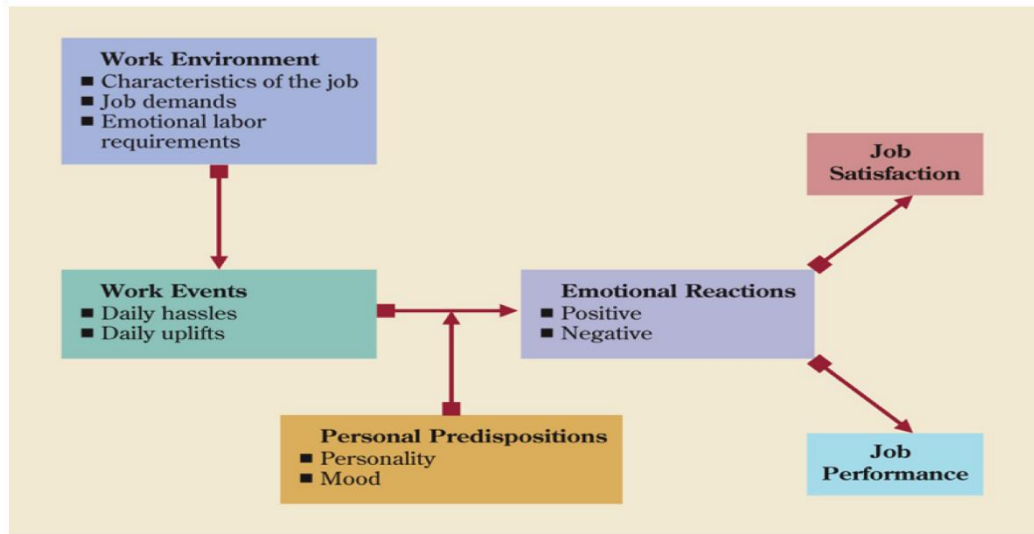 Work Environment
■ Characteristics of the job
■ Job demands
■ Emotional labor
requirements
Job
Satisfaction
Work Events
■ Daily hassles
■ Daily uplifts
Emotional Reactions
■ Positive
■ Negative
Personal Predispositions
■ Personality
■ Mood
Job
Performance